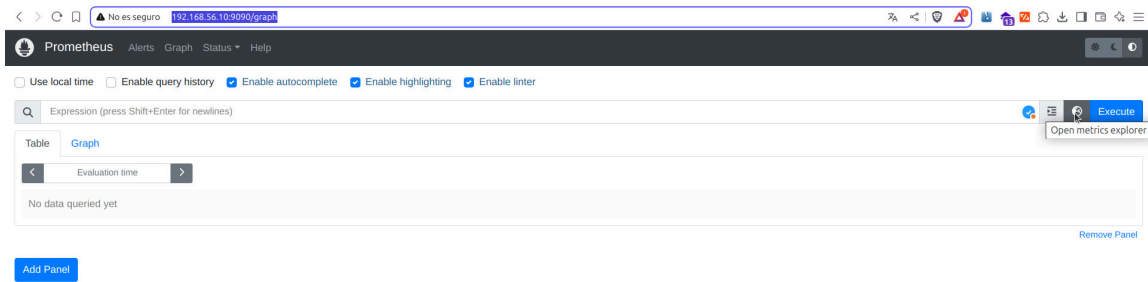 No es seguro 192.168.56.10:9090/graph 13
Prometheus Alerts Graph Status Help
Use local time Enable query history Enable autocomplete Enable highlighting Enable linter
Expression (press Shift+Enter for newlines) Execute
Open metrics explorer
Table Graph
Evaluation time
No data queried yet
Remove Panel
Add Panel